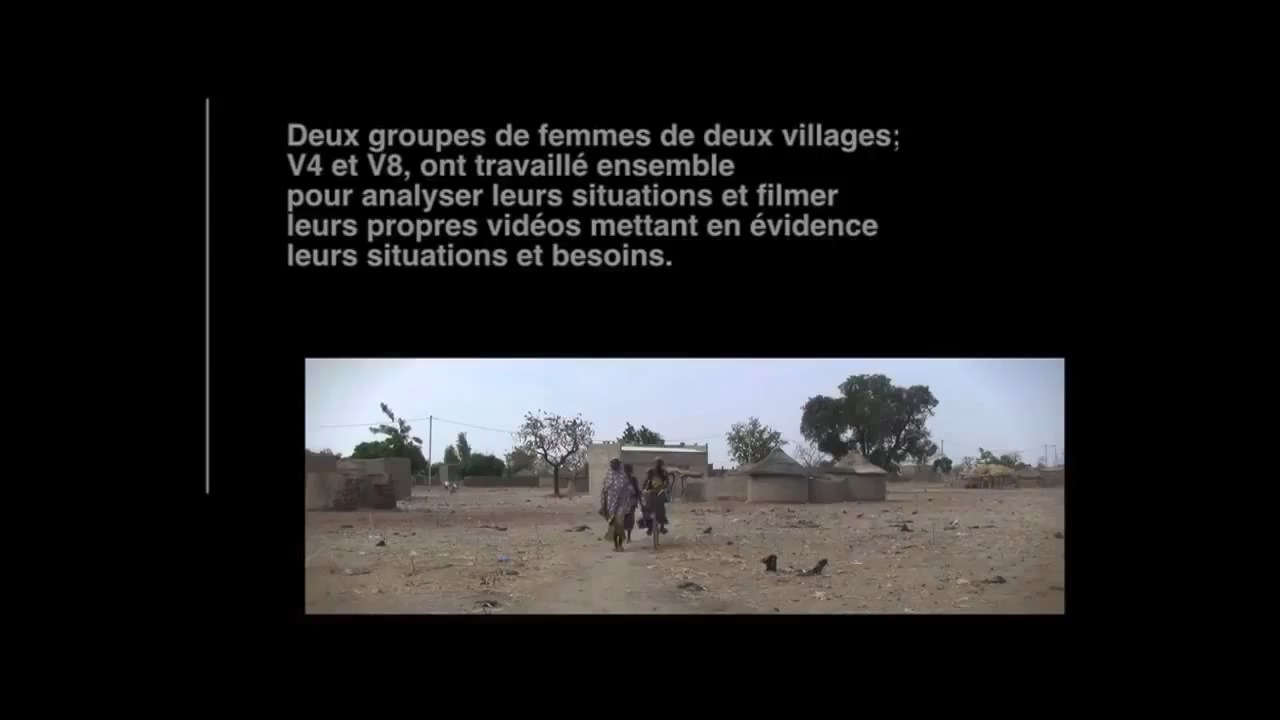 Deux groupes de femmes de deux villages;
V4 et V8, ont travaillé ensemble
pour analyser leurs situations et filmer
leurs propres vidéos mettant en évidence
leurs situations et besoins.